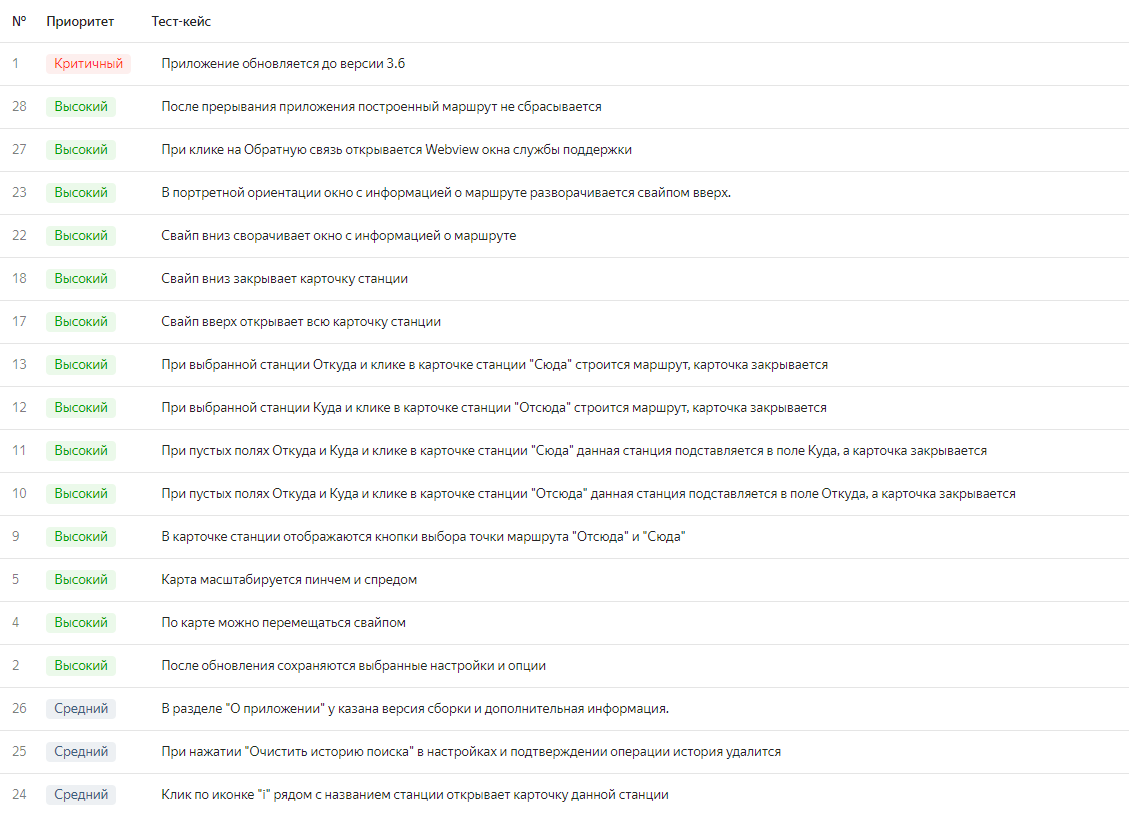 № Приоритет Тест-кейс
1 Критичный Приложение обновляется до версии 3.6
28 Высокий После прерывания приложения построенный маршрут не сбрасывается
27 Высокий При клике на Обратную связь открывается Webview окна службы поддержки
23 Высокий В портретной ориентации окно с информацией о маршруте разворачивается свайпом вверх.
22 Высокий Свайп вниз сворачивает окно с информацией о маршруте
18 Высокий Свайп вниз закрывает карточку станции
17 Высокий Свайп вверх открывает всю карточку станции
13 Высокий При выбранной станции Откуда и клике в карточке станции "Сюда" строится маршрут, карточка закрывается
12 Высокий При выбранной станции Куда и клике в карточке станции "Отсюда" строится маршрут, карточка закрывается
11 Высокий При пустых полях Откуда и Куда и клике в карточке станции "Сюда" данная станция подставляется в поле Куда, а карточка закрывается
10 Высокий При пустых полях Откуда и Куда и клике в карточке станции "Отсюда" данная станция подставляется в поле Откуда, а карточка закрывается
9 Высокий В карточке станции отображаются кнопки выбора точки маршрута "Отсюда" и "Сюда"
5 Высокий Карта масштабируется пинчем и спредом
4 Высокий По карте можно перемещаться свайпом
2 Высокий После обновления сохраняются выбранные настройки и опции
26 Средний В разделе "О приложении" у казана версия сборки и дополнительная информация.
25 Средний При нажатии "Очистить историю поиска" в настройках и подтверждении операции история удалится
24 Средний Клик по иконке "i" рядом с названием станции открывает карточку данной станции